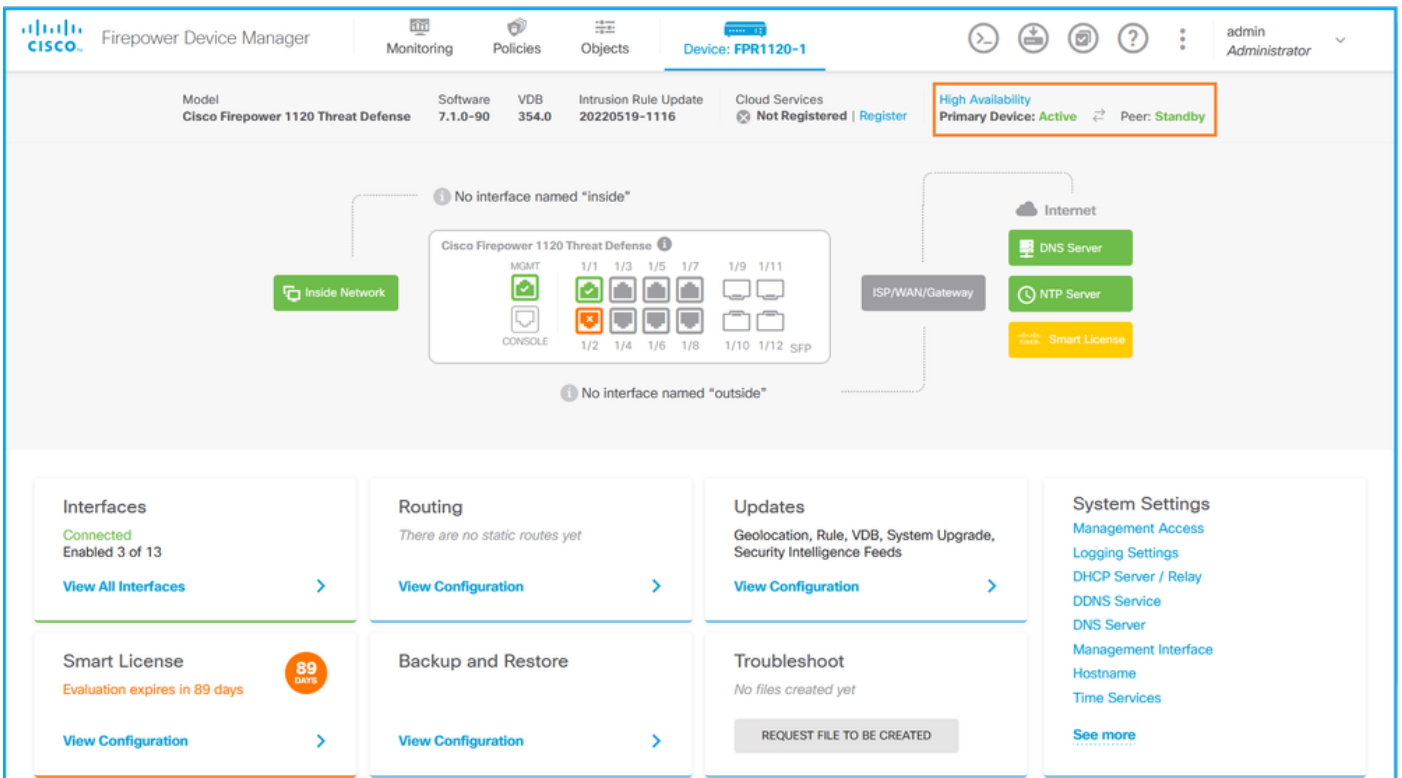 CISCO
Firepower Device Manager
Monitoring
Policies
Objects
Device: FPR1120-1
admin
Administrator
Model
Cisco Firepower 1120 Threat Defense
Software
7.1.0-90
VDB
354.0
Intrusion Rule Update
20220519-1116
Cloud Services
Not Registered | Register
High Availability
Primary Device: Active Peer: Standby
No interface named “inside”
Cisco Firepower 1120 Threat Defense
MGMT
1/1 1/3 1/5 1/7 1/9 1/11
CONSOLE
1/2 1/4 1/6 1/8 1/10 1/12 SFP
Inside Network
ISP/WAN/Gateway
Internet
DNS Server
NTP Server
Smart License
No interface named “outside”
Interfaces
Connected
Enabled 3 of 13
View All Interfaces
Routing
There are no static routes yet
View Configuration
Updates
Geolocation, Rule, VDB, System Upgrade,
Security Intelligence Feeds
View Configuration
System Settings
Management Access
Logging Settings
DHCP Server / Relay
DDNS Service
DNS Server
Management Interface
Hostname
Time Services
See more
Smart License
89
DAYS
Evaluation expires in 89 days
View Configuration
Backup and Restore
View Configuration
Troubleshoot
No files created yet
REQUEST FILE TO BE CREATED